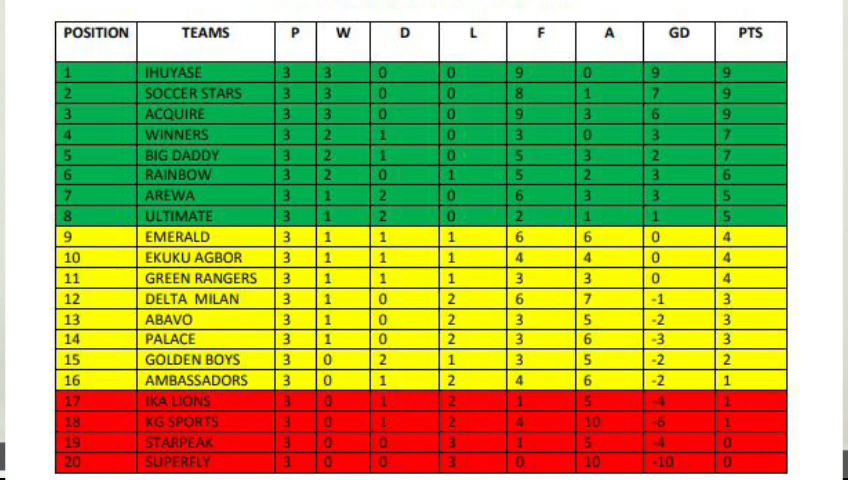 POSITION TEAMS P W D L F A GD PTS
1 IHUYASE 3 3 0 0 9 0 9 9
2 SOCCER STARS 3 3 0 0 8 1 7 9
3 ACQUIRE 3 3 0 0 9 3 6 9
4 WINNERS 3 2 1 0 3 0 3 7
5 BIG DADDY 3 2 1 0 5 3 2 7
6 RAINBOW 3 2 0 1 5 2 3 6
7 AREWA 3 1 2 0 6 3 3 5
8 ULTIMATE 3 1 2 0 2 1 1 5
9 EMERALD 3 1 1 1 6 6 0 4
10 EKUKU AGBOR 3 1 1 1 4 4 0 4
11 GREEN RANGERS 3 1 1 1 3 3 0 4
12 DELTA MILAN 3 1 0 2 6 7 -1 3
13 ABAVO 3 1 0 2 3 5 -2 3
14 PALACE 3 1 0 2 3 6 -3 3
15 GOLDEN BOYS 3 0 2 1 3 5 -2 2
16 AMBASSADORS 3 0 1 2 4 6 -2 1
17 IKA LIONS 3 0 1 2 1 5 -4 1
18 KG SPORTS 3 0 1 2 4 10 -6 1
19 STARPEAK 3 0 0 3 1 5 -4 0
20 SUPERFLY 3 0 0 3 0 10 -10 0